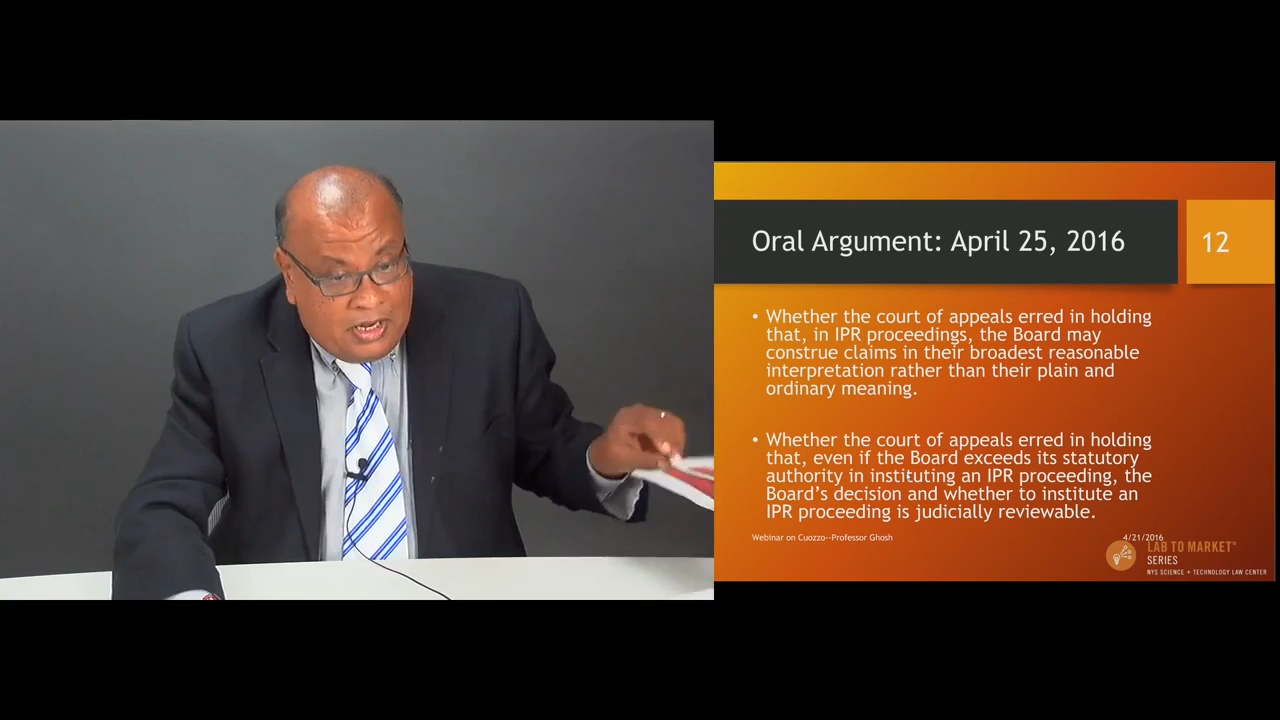 Oral Argument: April 25, 2016
12
• Whether the court of appeals erred in holding
that, in IPR proceedings, the Board may
construe claims in their broadest reasonable
interpretation rather than their plain and
ordinary meaning.
• Whether the court of appeals erred in holding
that, even if the Board exceeds its statutory
authority in instituting an IPR proceeding, the
Board's decision and whether to institute an
IPR proceeding is judicially reviewable.
Webinar on Cuozzo--Professor Ghosh
4/21/2016
LAB TO MARKET®
SERIES
NYS SCIENCE + TECHNOLOGY LAW CENTER